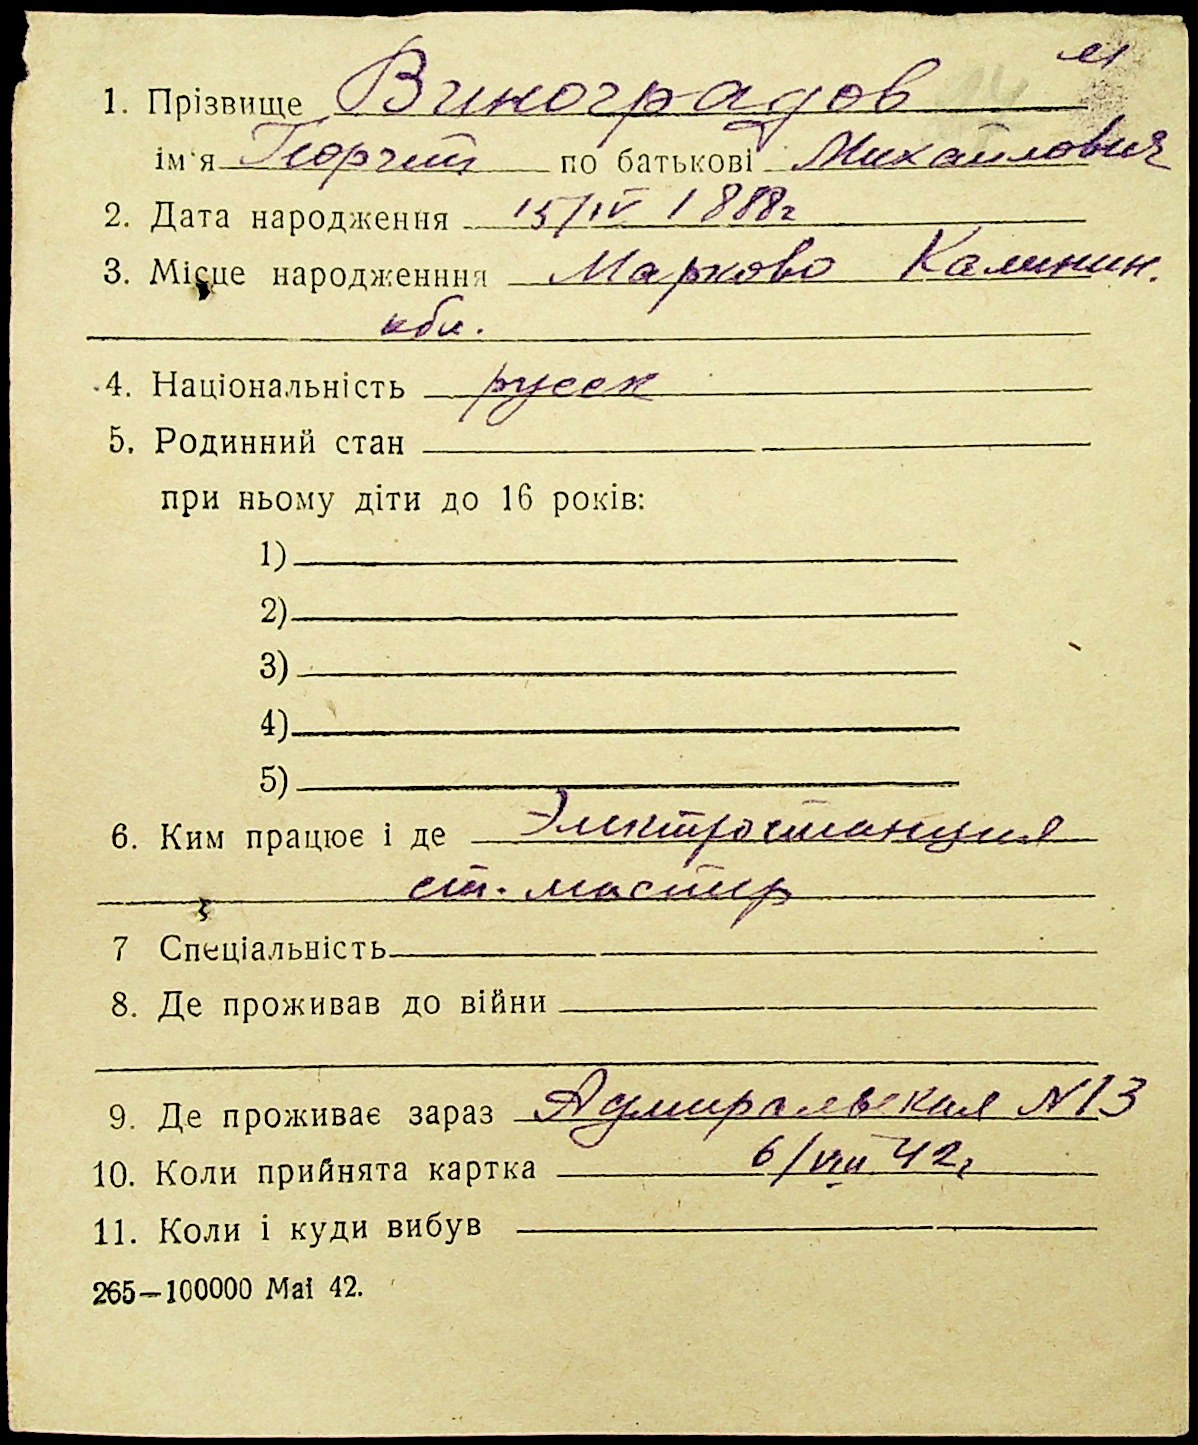 1. Прізвище Виноградов
ім'я Георгий по батькові Михайлович
2. Дата народження 15/IV 1888г
3. Місце народженння Марково Калинин.
обл.
4. Національність русск
5. Родинний стан
при ньому діти до 16 років:
1)
2)
3)
4)
5)
6. Ким працює і де Электростанция
ст. мастер
7 Спеціальність
8. Де проживав до війни
9. Де проживає зараз Адмиральская N 13
10. Коли прийнята картка 6/VIII 42г
11. Коли і куди вибув
265—100000 Mai 42.